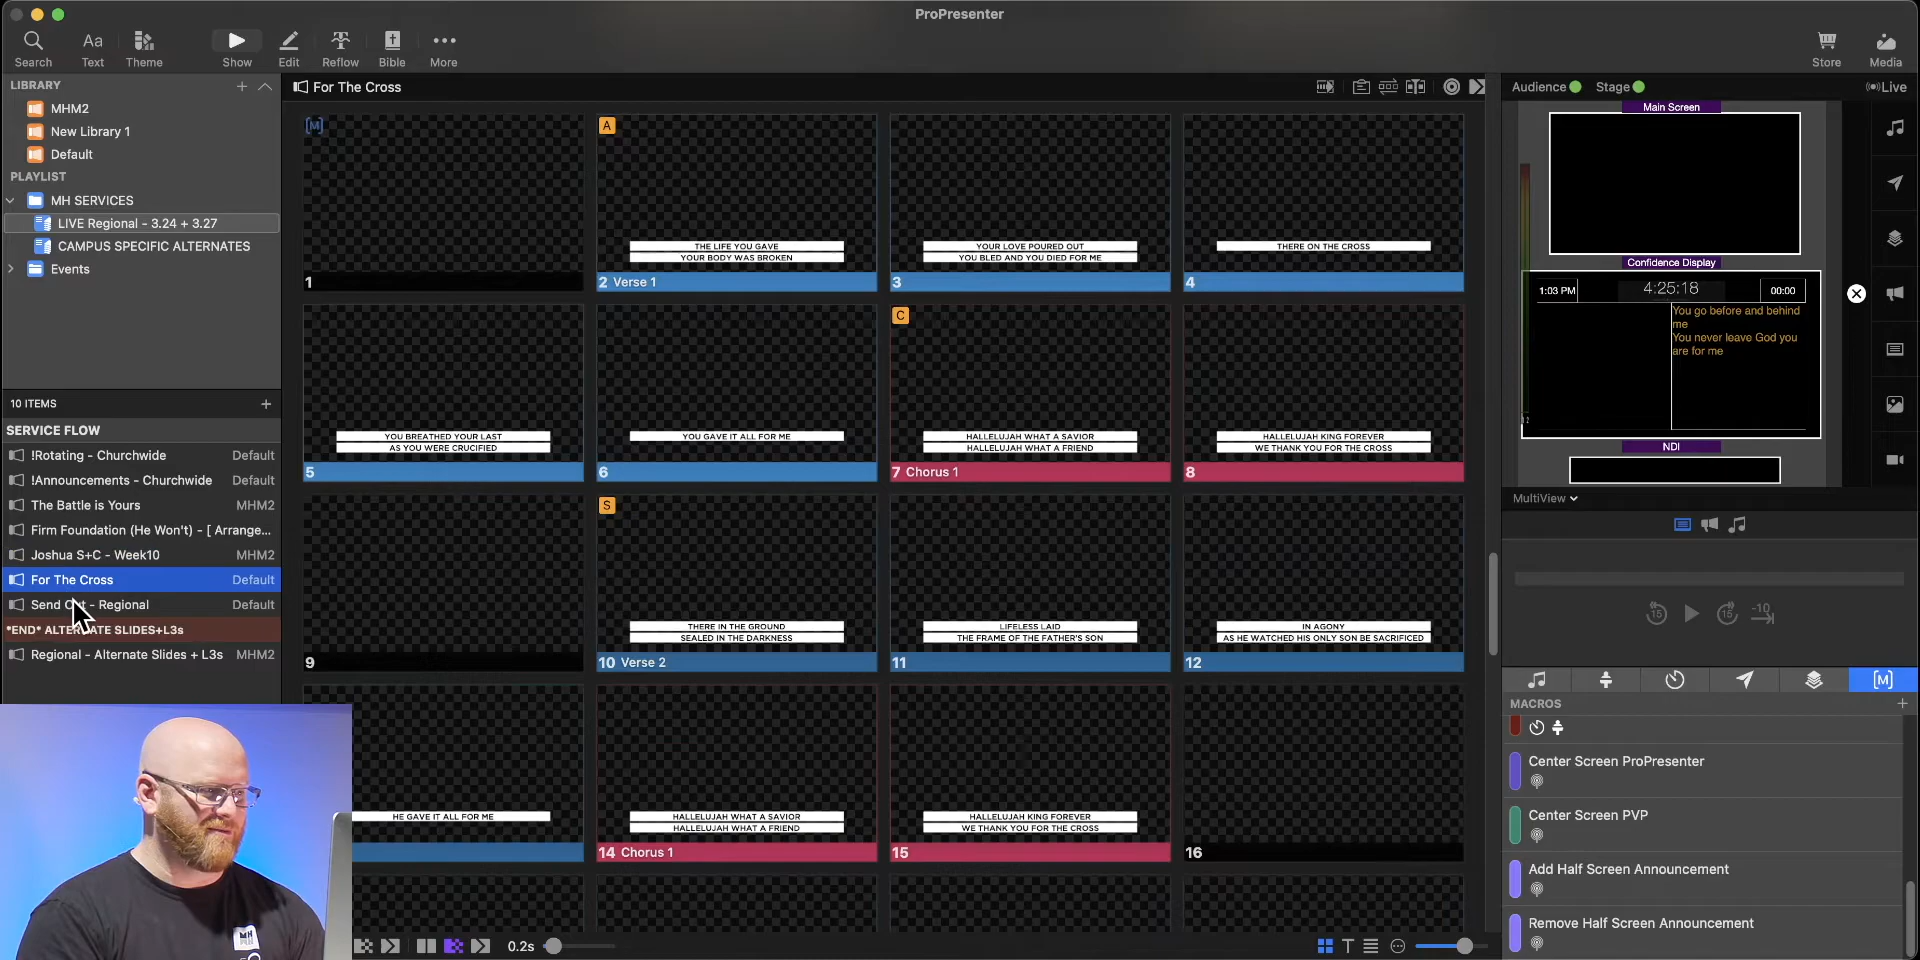 ProPresenter
Search
Text
Theme
Show
Edit
Reflow
Bible
More
Store
Media
LIBRARY
MHM2
New Library 1
Default
PLAYLIST
MH SERVICES
LIVE Regional - 3.24 + 3.27
CAMPUS SPECIFIC ALTERNATES
Events
10 ITEMS
SERVICE FLOW
!Rotating - Churchwide Default
!Announcements - Churchwide Default
The Battle is Yours MHM2
Firm Foundation (He Won't) - [ Arrange...
Joshua S+C - Week10 MHM2
For The Cross Default
Send - Regional Default
*END* ALTERNATE SLIDES+L3s
Regional - Alternate Slides + L3s MHM2
For The Cross
[M]
1
A
THE LIFE YOU GAVE
YOUR BODY WAS BROKEN
2 Verse 1
YOUR LOVE POURED OUT
YOU BLED AND YOU DIED FOR ME
3
THERE ON THE CROSS
4
YOU BREATHED YOUR LAST
AS YOU WERE CRUCIFIED
5
YOU GAVE IT ALL FOR ME
6
C
HALLELUJAH WHAT A SAVIOR
HALLELUJAH WHAT A FRIEND
7 Chorus 1
HALLELUJAH KING FOREVER
WE THANK YOU FOR THE CROSS
8
9
S
THERE IN THE GROUND
SEALED IN THE DARKNESS
10 Verse 2
LIFELESS LAID
THE FRAME OF THE FATHER'S SON
11
IN AGONY
AS HE WATCHED HIS ONLY SON BE SACRIFICED
12
HE GAVE IT ALL FOR ME
HALLELUJAH WHAT A SAVIOR
HALLELUJAH WHAT A FRIEND
14 Chorus 1
HALLELUJAH KING FOREVER
WE THANK YOU FOR THE CROSS
15
16
0.2s
Audience
Stage
Live
Main Screen
Confidence Display
1:03 PM
4:25:18
00:00
You go before and behind
me
You never leave God you
are for me
NDI
MultiView
15
15
-10
[M]
MACROS
Center Screen ProPresenter
Center Screen PVP
Add Half Screen Announcement
Remove Half Screen Announcement